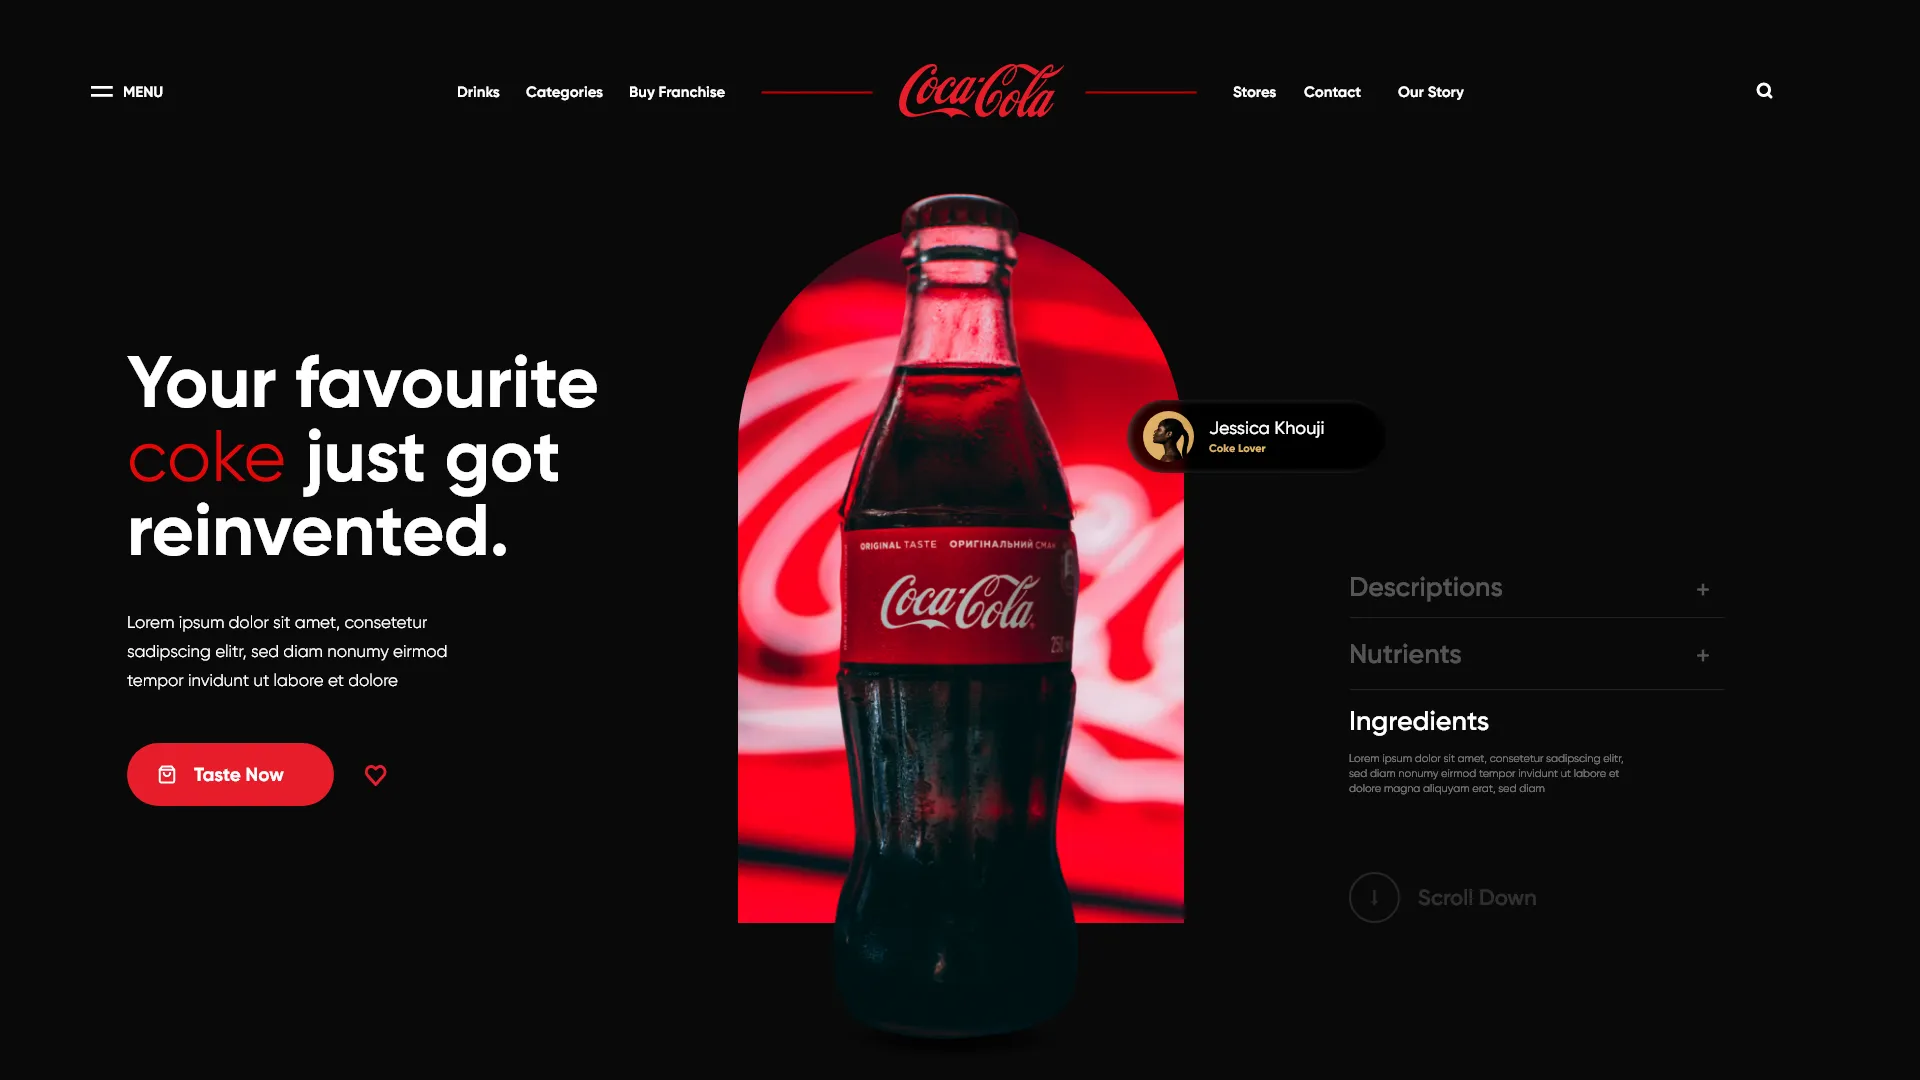 MENU
Drinks
Categories
Buy Franchise
Coca-Cola
Stores
Contact
Our Story
Your favourite
coke just got
reinvented.
Lorem ipsum dolor sit amet, consetetur
sadipscing elitr, sed diam nonumy eirmod
tempor invidunt ut labore et dolore
Taste Now
ORIGINAL TASTE ОРИГІНАЛЬНИЙ СМАК
Coca-Cola
250
Jessica Khouji
Coke Lover
Descriptions +
Nutrients +
Ingredients
Lorem ipsum dolor sit amet, consetetur sadipscing elitr,
sed diam nonumy eirmod tempor invidunt ut labore et
dolore magna aliquyam erat, sed diam
Scroll Down